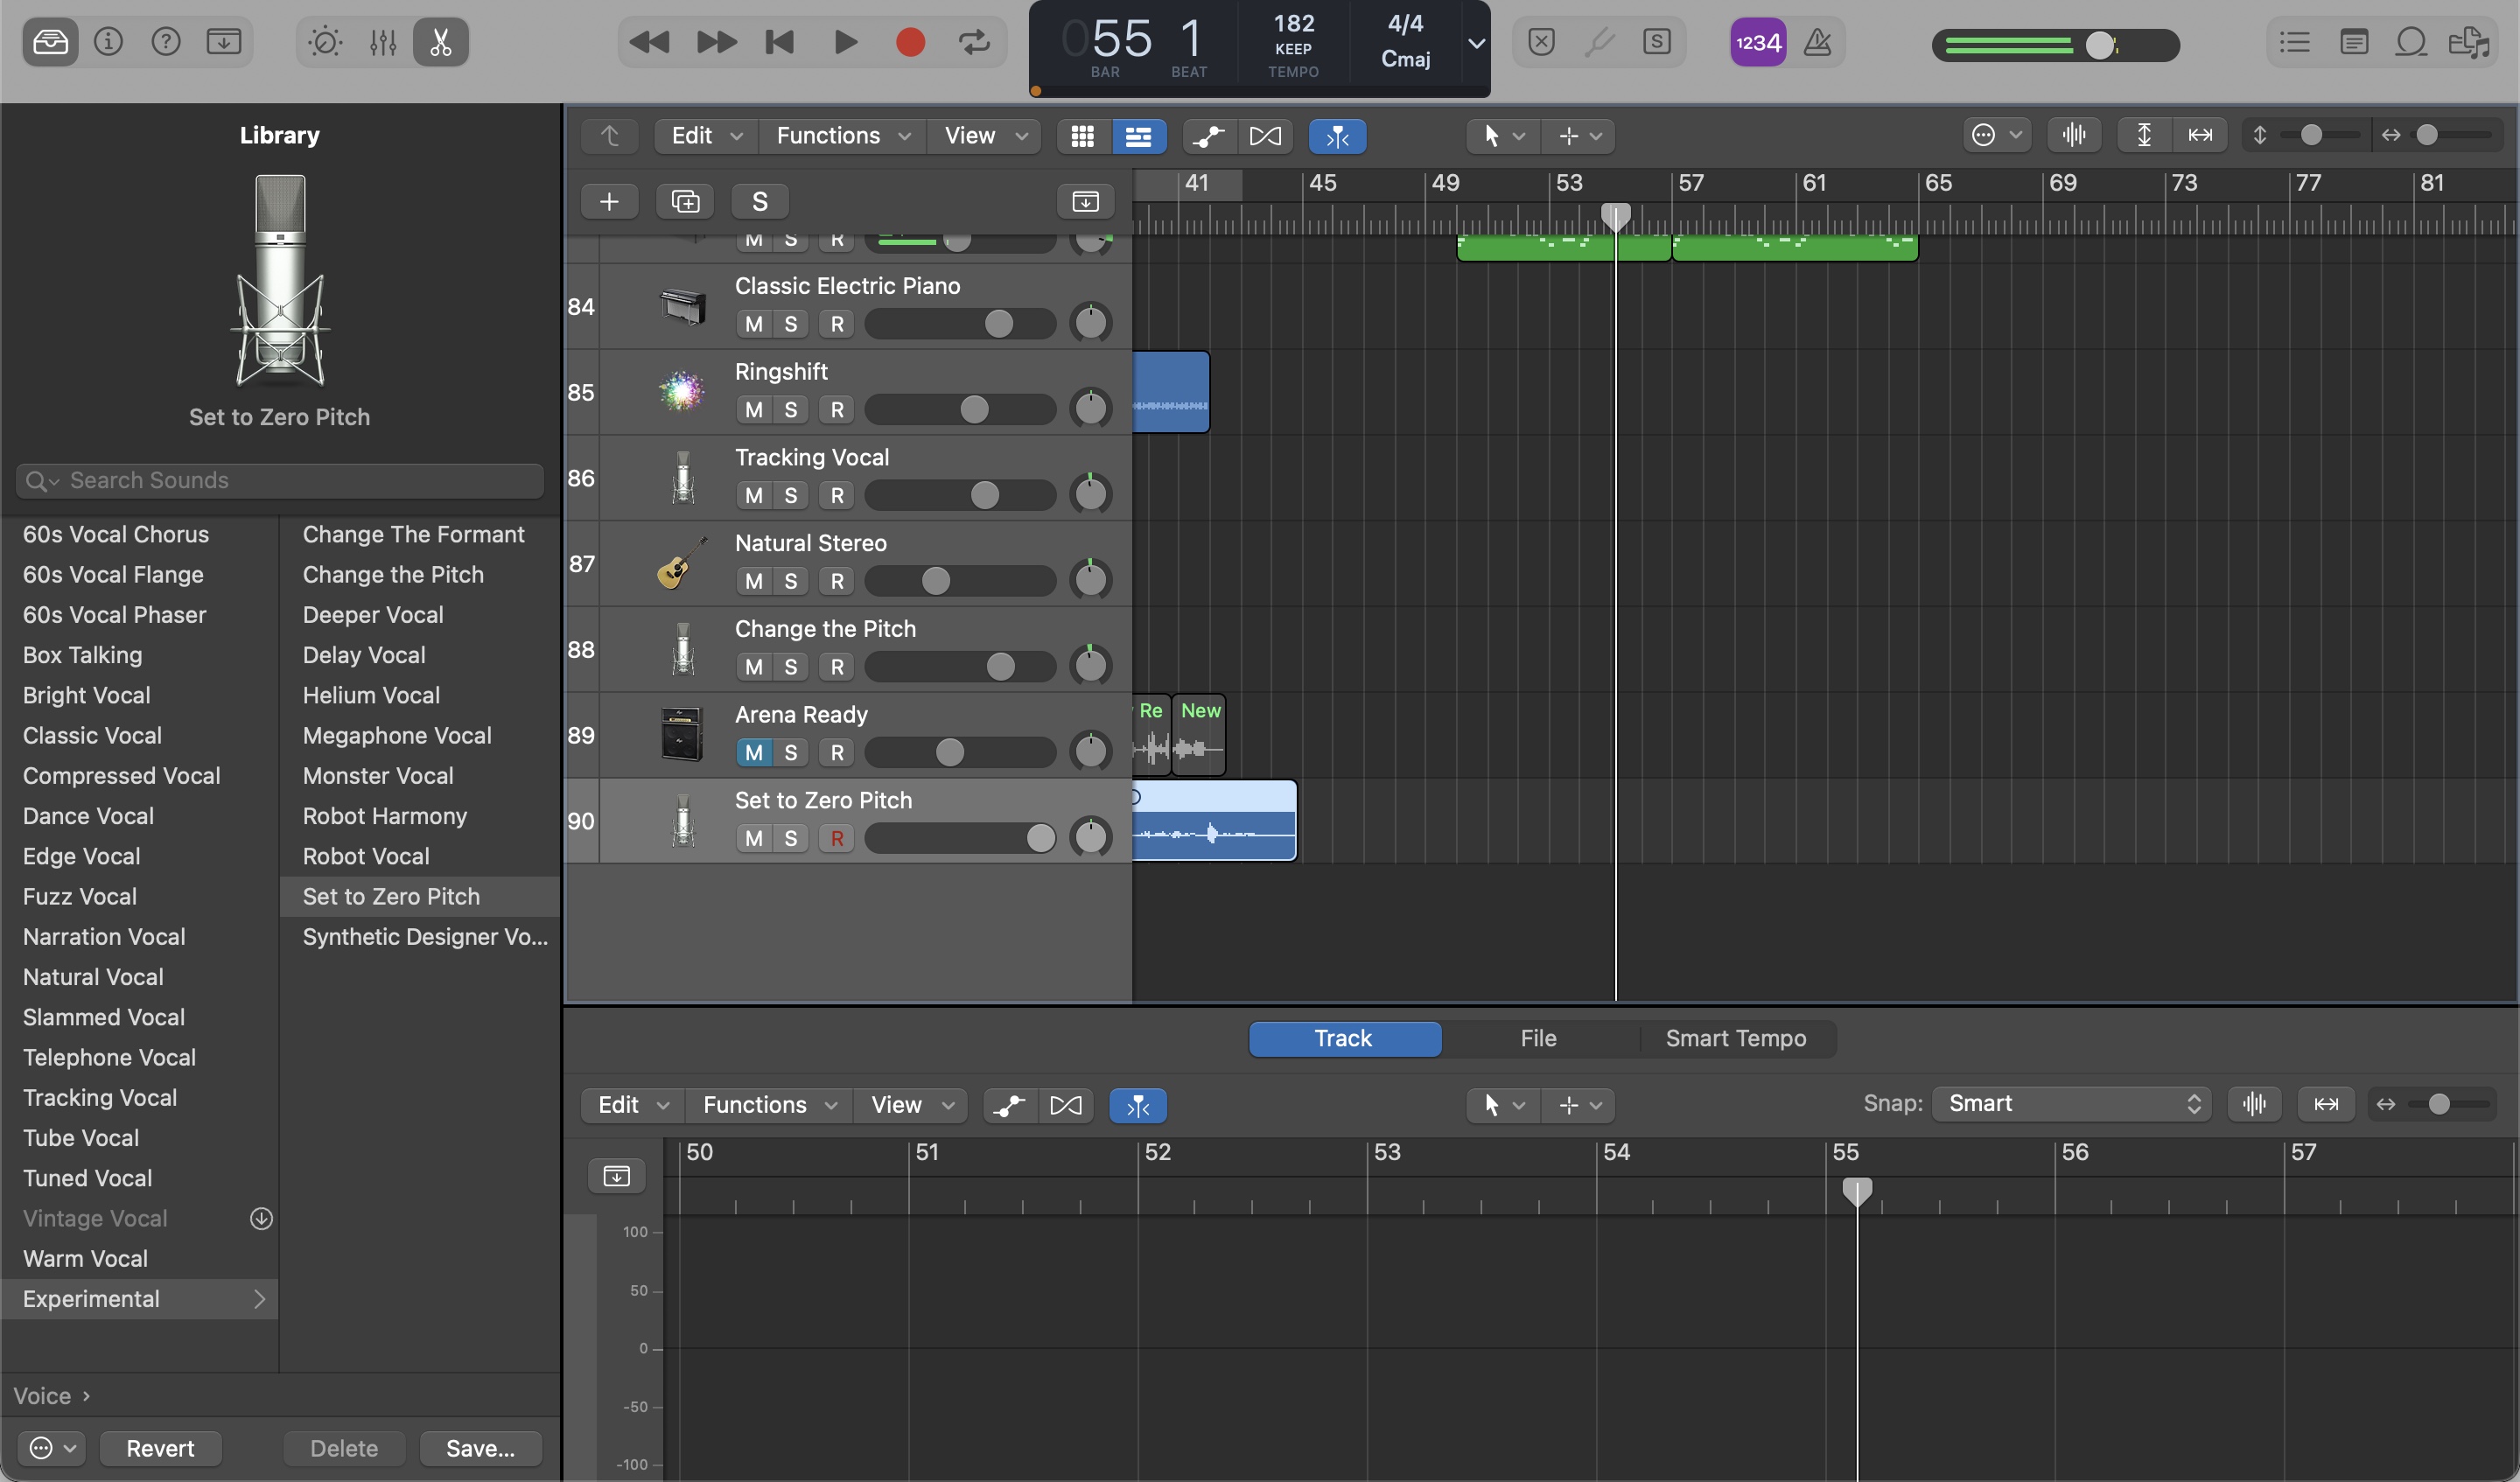 055 1
BAR BEAT
182
KEEP
TEMPO
4/4
Cmaj
S
1234
Library
Set to Zero Pitch
Search Sounds
60s Vocal Chorus
60s Vocal Flange
60s Vocal Phaser
Box Talking
Bright Vocal
Classic Vocal
Compressed Vocal
Dance Vocal
Edge Vocal
Fuzz Vocal
Narration Vocal
Natural Vocal
Slammed Vocal
Telephone Vocal
Tracking Vocal
Tube Vocal
Tuned Vocal
Vintage Vocal
Warm Vocal
Experimental
Change The Formant
Change the Pitch
Deeper Vocal
Delay Vocal
Helium Vocal
Megaphone Vocal
Monster Vocal
Robot Harmony
Robot Vocal
Set to Zero Pitch
Synthetic Designer Vo...
Voice
Revert Delete Save...
Edit Functions View
S
41 45 49 53 57 61 65 69 73 77 81
M S R
84 Classic Electric Piano
M S R
85 Ringshift
M S R
86 Tracking Vocal
M S R
87 Natural Stereo
M S R
88 Change the Pitch
M S R
89 Arena Ready
M S R
Re New
90 Set to Zero Pitch
M S R
Track File Smart Tempo
Edit Functions View
Snap: Smart
50 51 52 53 54 55 56 57
100
50
0
-50
-100